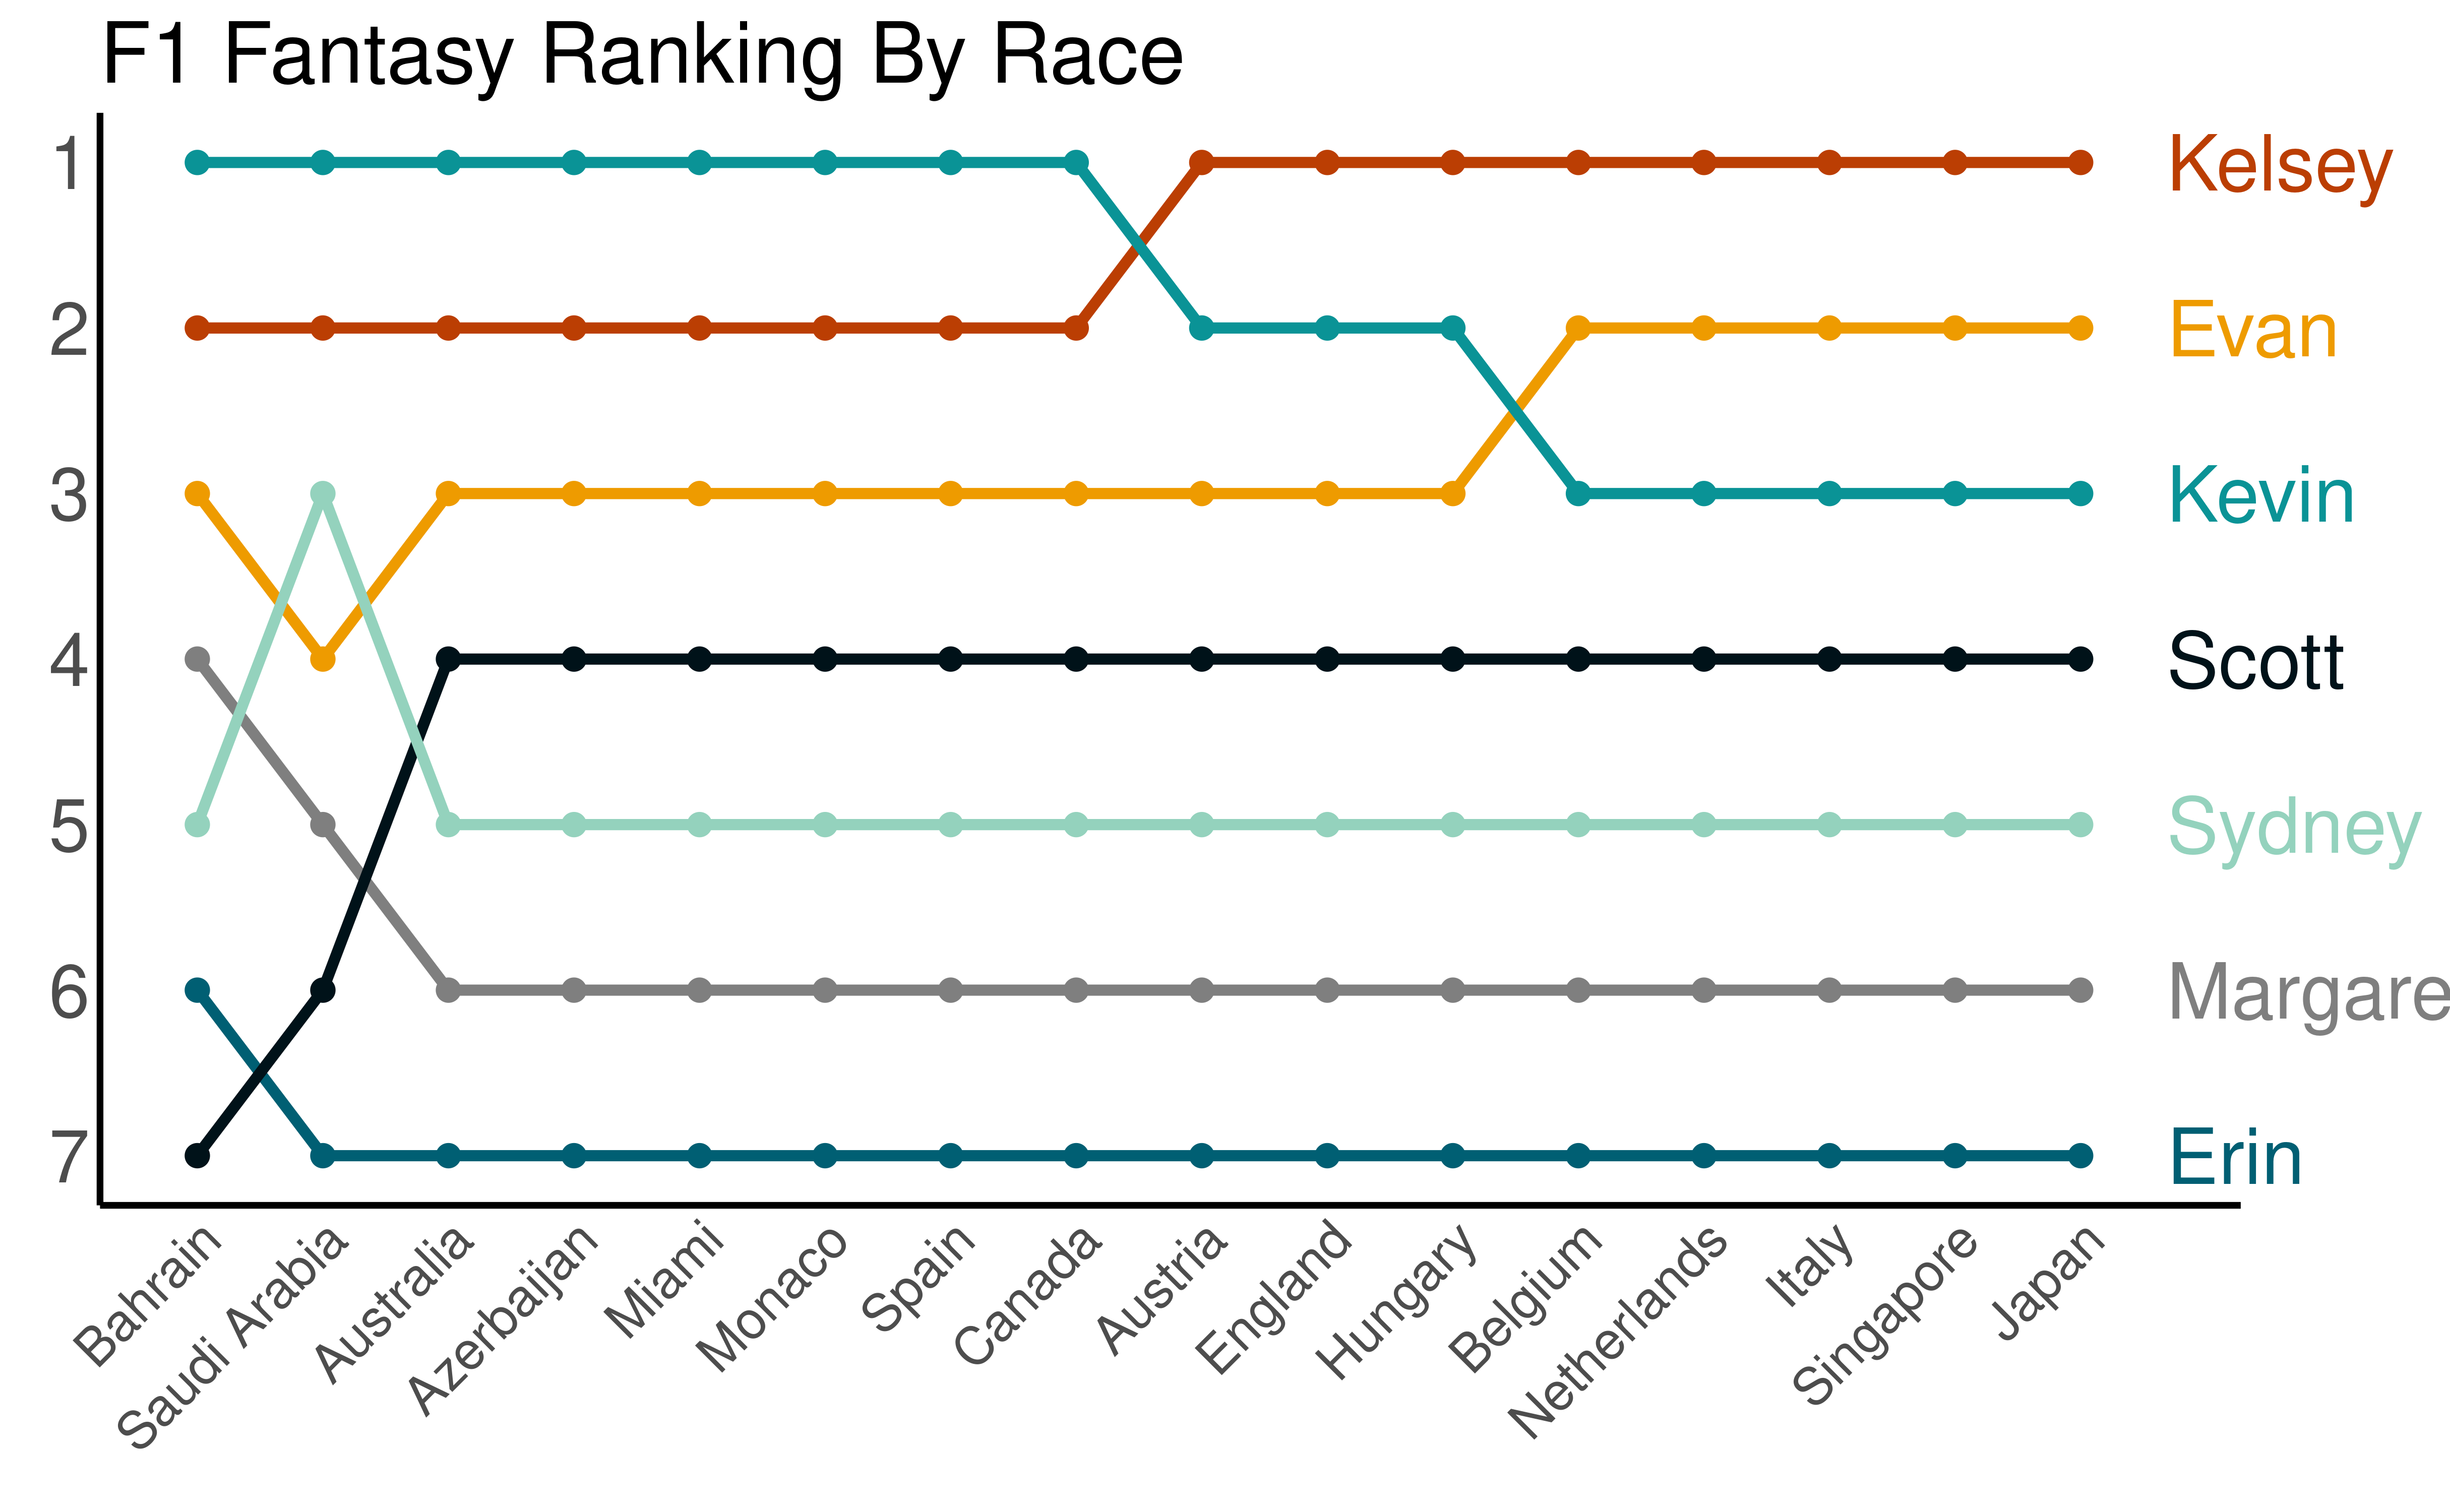 F1 Fantasy Ranking By Race
1
Kelsey
2
Evan
3
Kevin
4
Scott
5
Sydney
6
Margare
7
Erin
Bahrain
Saudi Arabia
Australia
Azerbaijan
Miami
Monaco
Spain
Canada
Austria
England
Hungary
Belgium
Netherlands
Italy
Singapore
Japan